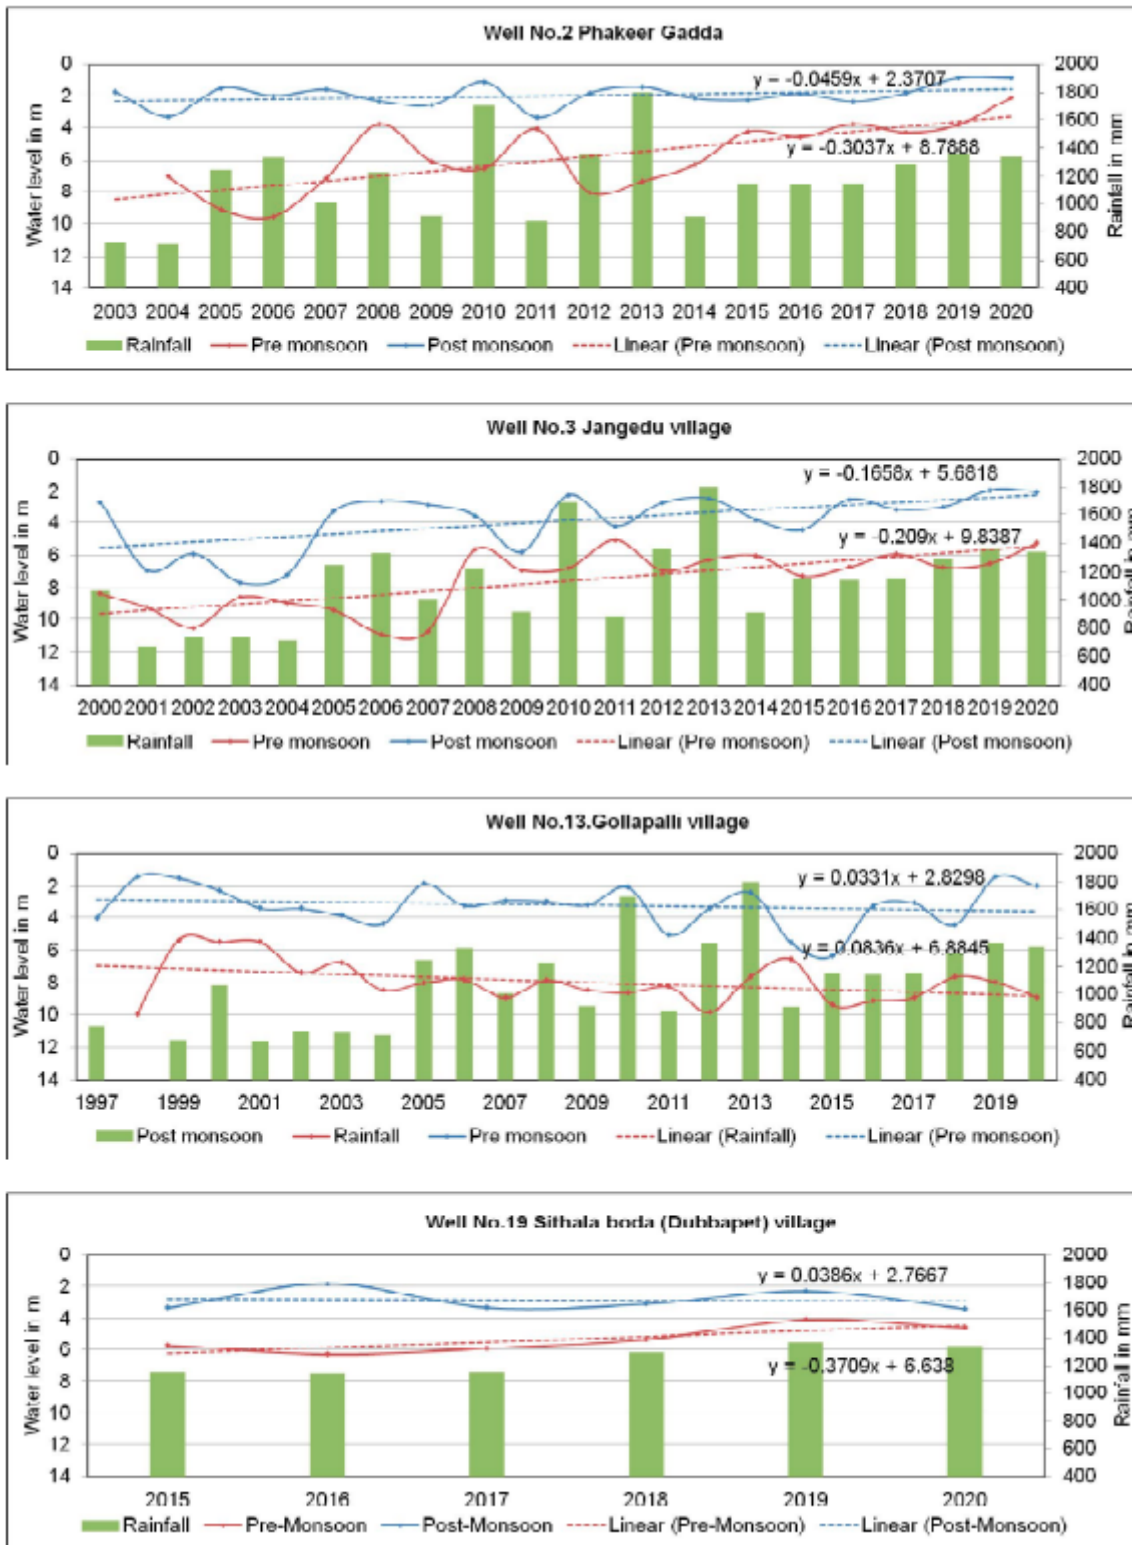 Well No.2 Phakeer Gadda
Water level in m
0
2
4
6
8
10
12
14
y = -0.0459x + 2.3707
y = -0.3037x + 8.7888
2000
1800
1600
1400
1200
1000
800
600
400
Rainfall in mm
2003 2004 2005 2006 2007 2008 2009 2010 2011 2012 2013 2014 2015 2016 2017 2018 2019 2020
Rainfall Pre monsoon Post monsoon Linear (Pre monsoon) Linear (Post monsoon)
Well No.3 Jangedu village
Water level in m
0
2
4
6
8
10
12
14
y = -0.1658x + 5.6818
y = -0.209x + 9.8387
2000
1800
1600
1400
1200
1000
800
600
400
Rainfall in mm
2000 2001 2002 2003 2004 2005 2006 2007 2008 2009 2010 2011 2012 2013 2014 2015 2016 2017 2018 2019 2020
Rainfall Pre monsoon Post monsoon Linear (Pre monsoon) Linear (Post monsoon)
Well No.13.Gollapalli village
Water level in m
0
2
4
6
8
10
12
14
y = 0.0331x + 2.8298
y = 0.0836x + 6.8845
2000
1800
1600
1400
1200
1000
800
600
400
Rainfall in mm
1997 1999 2001 2003 2005 2007 2009 2011 2013 2015 2017 2019
Post monsoon Rainfall Pre monsoon Linear (Rainfall) Linear (Pre monsoon)
Well No.19 Sithala boda (Dubbapet) village
Water level in m
0
2
4
6
8
10
12
14
y = 0.0386x + 2.7667
y = -0.3709x + 6.638
2000
1800
1600
1400
1200
1000
800
600
400
Rainfall in mm
2015 2016 2017 2018 2019 2020
Rainfall Pre-Monsoon Post-Monsoon Linear (Pre-Monsoon) Linear (Post-Monsoon)